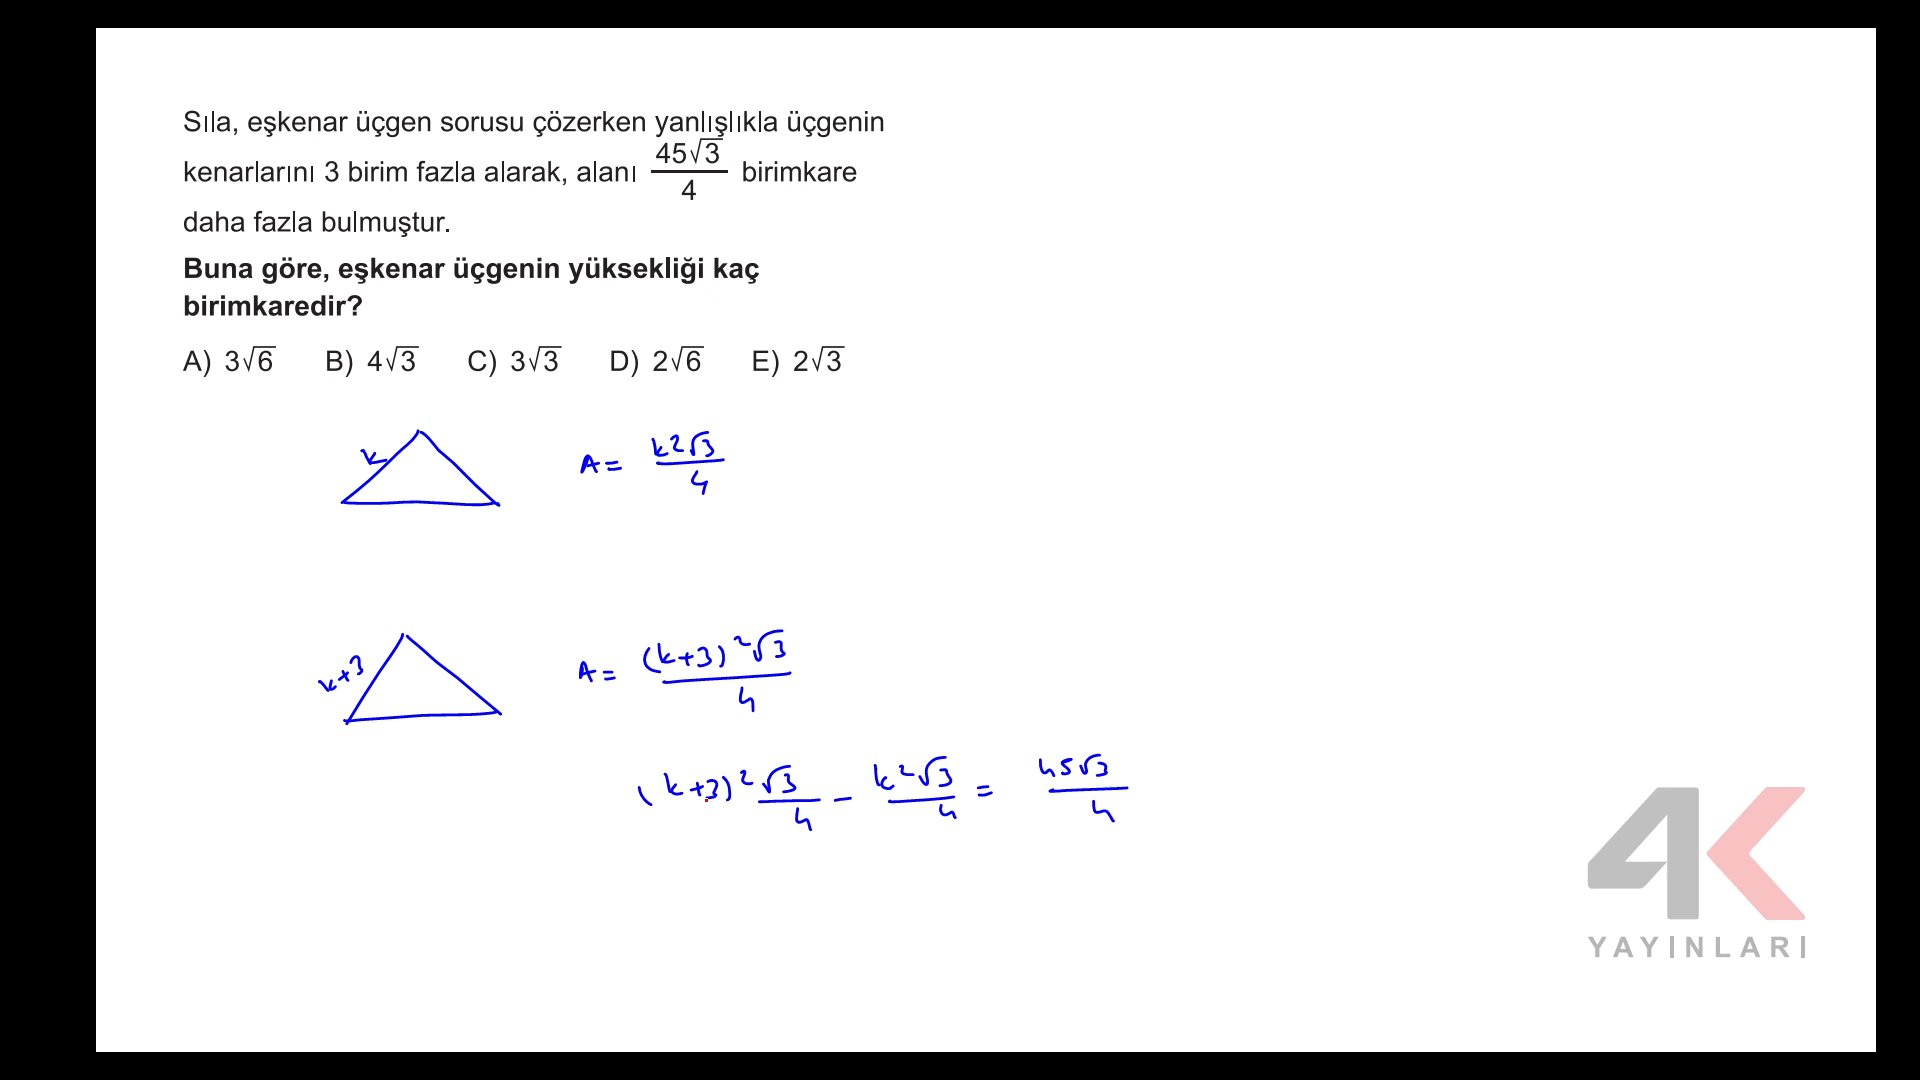 Sıla, eşkenar üçgen sorusu çözerken yanlışlıkla üçgenin
kenarlarını 3 birim fazla alarak, alanı 45√3/4 birimkare
daha fazla bulmuştur.
Buna göre, eşkenar üçgenin yüksekliği kaç
birimkaredir?
A) 3√6 B) 4√3 C) 3√3 D) 2√6 E) 2√3
k A = k²√3/4
k+3 A = (k+3)²√3/4
(k+3)²√3/4 - k²√3/4 = 45√3/4
4K
YAYINLARI